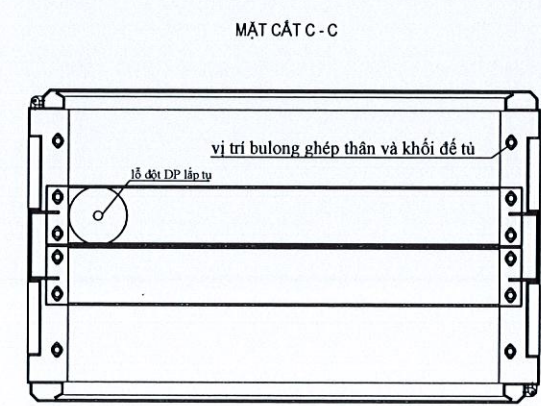 MẶT CẮT C - C
vị trí bulong ghép thân và khối đế tủ
lỗ đột DP lắp tụ